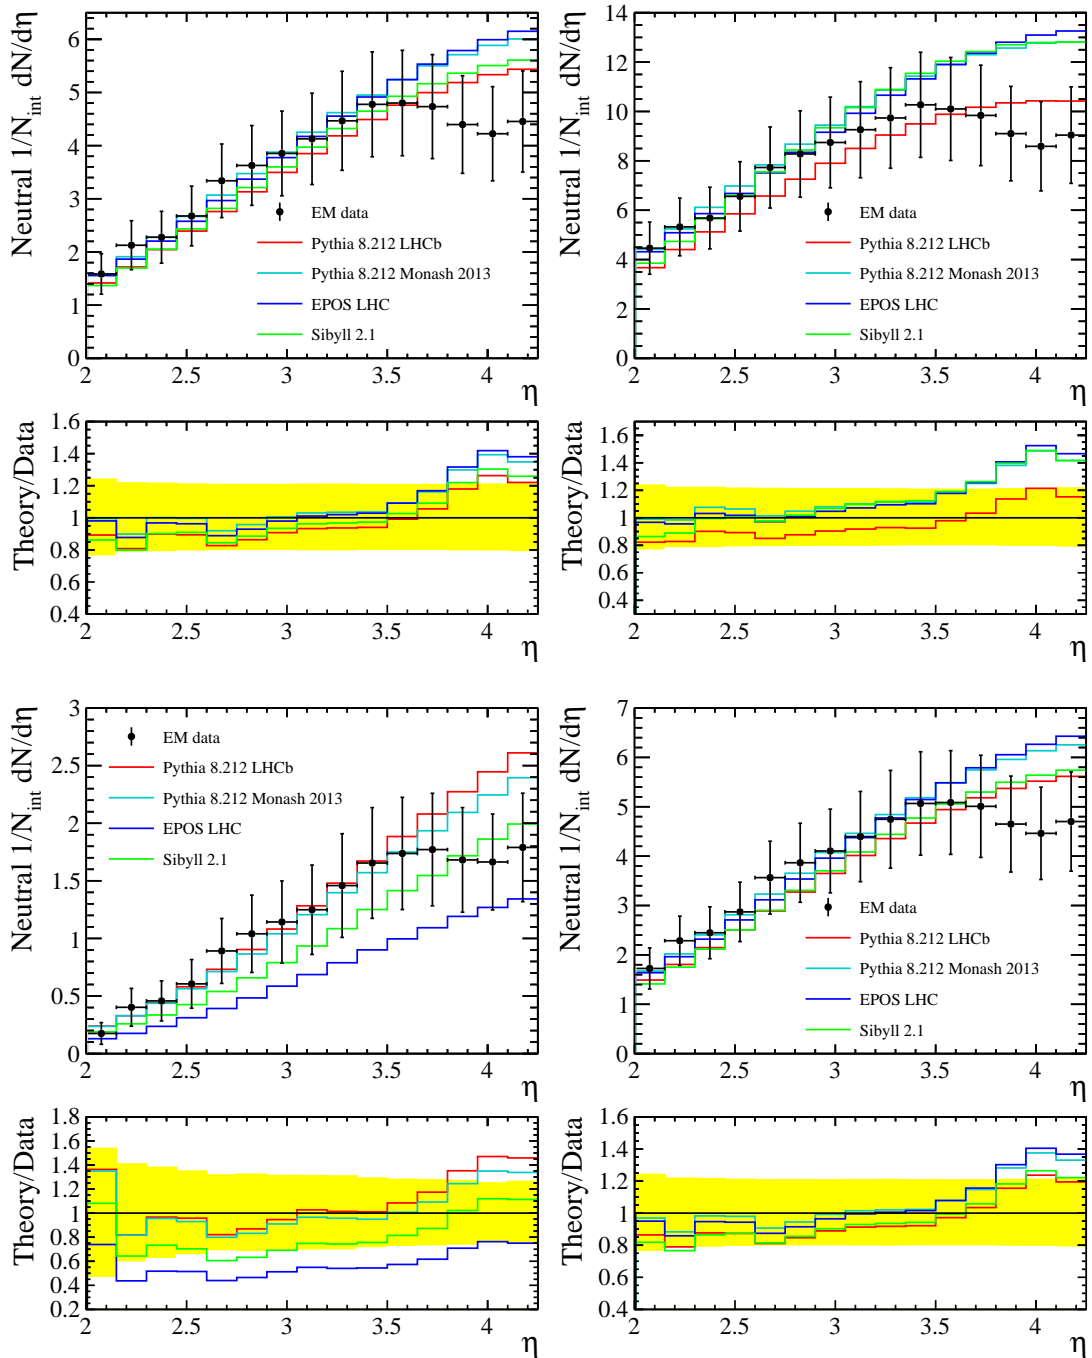 Neutral 1/N_int dN/dη
6
5
4
3
2
1
0
EM data
Pythia 8.212 LHCb
Pythia 8.212 Monash 2013
EPOS LHC
Sibyll 2.1
2 2.5 3 3.5 4
η
Neutral 1/N_int dN/dη
14
12
10
8
6
4
2
0
EM data
Pythia 8.212 LHCb
Pythia 8.212 Monash 2013
EPOS LHC
Sibyll 2.1
2 2.5 3 3.5 4
η
Theory/Data
1.6
1.4
1.2
1
0.8
0.6
0.4
2 2.5 3 3.5 4
η
Theory/Data
1.6
1.4
1.2
1
0.8
0.6
0.4
2 2.5 3 3.5 4
η
Neutral 1/N_int dN/dη
3
2.5
2
1.5
1
0.5
0
EM data
Pythia 8.212 LHCb
Pythia 8.212 Monash 2013
EPOS LHC
Sibyll 2.1
2 2.5 3 3.5 4
η
Neutral 1/N_int dN/dη
7
6
5
4
3
2
1
0
EM data
Pythia 8.212 LHCb
Pythia 8.212 Monash 2013
EPOS LHC
Sibyll 2.1
2 2.5 3 3.5 4
η
Theory/Data
1.8
1.6
1.4
1.2
1
0.8
0.6
0.4
0.2
2 2.5 3 3.5 4
η
Theory/Data
1.6
1.4
1.2
1
0.8
0.6
0.4
2 2.5 3 3.5 4
η